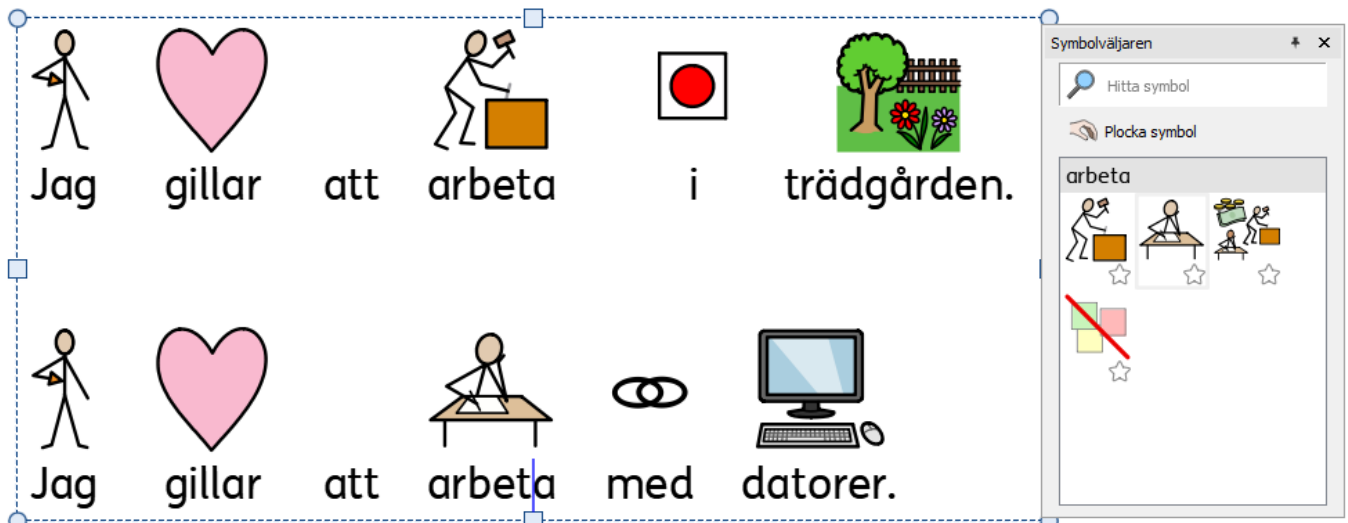 Jag gillar att arbeta i trädgården.
Jag gillar att arbeta med datorer.
Symbolväljaren
Hitta symbol
Plocka symbol
arbeta